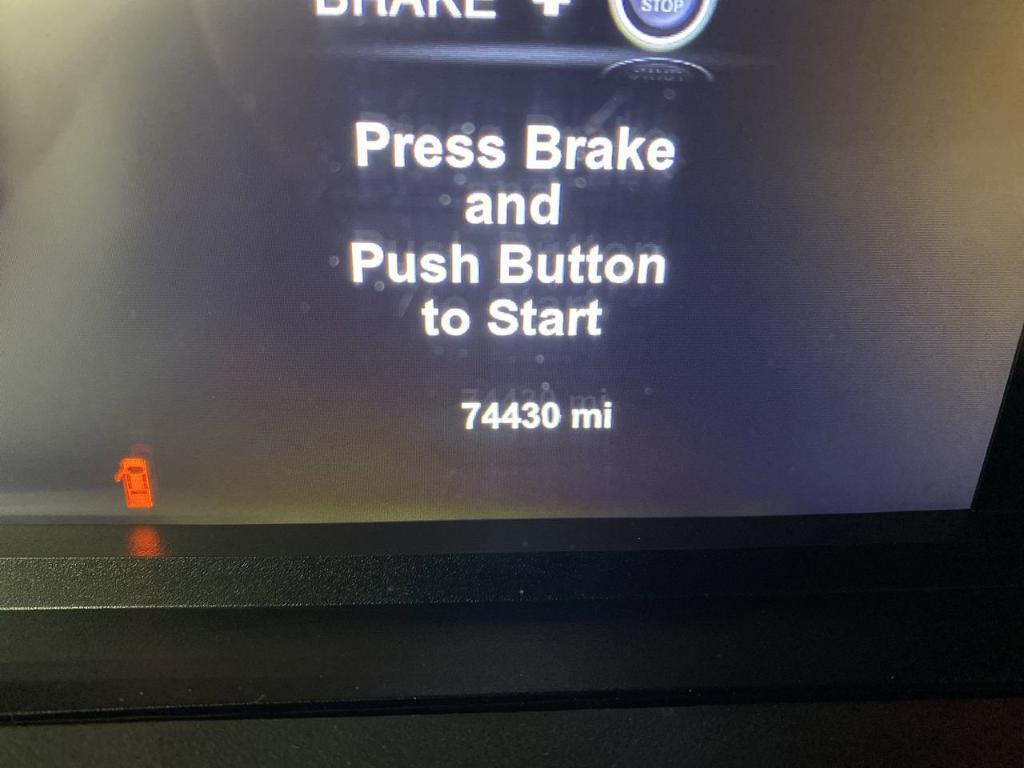 BRAKE + STOP
Press Brake
and
Push Button
to Start
74430 mi